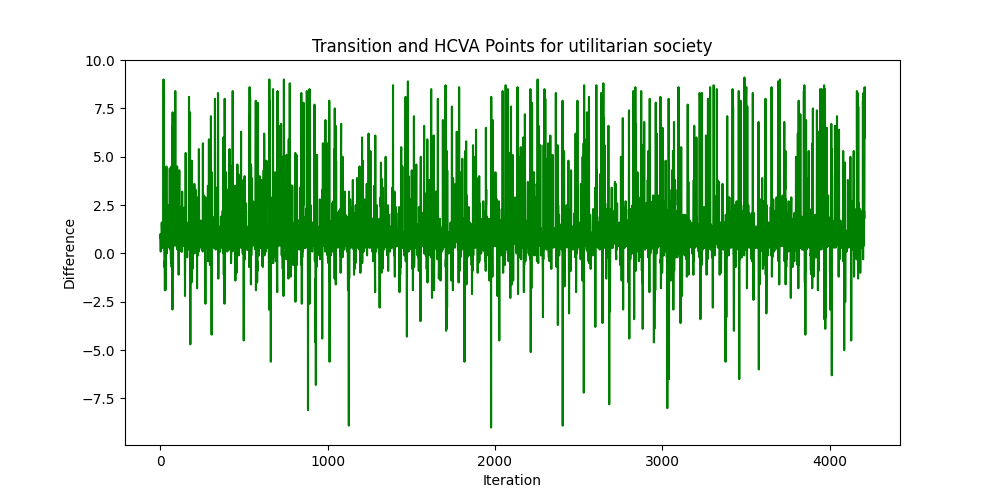 Transition and HCVA Points for utilitarian society
10.0
7.5
5.0
2.5
0.0
−2.5
−5.0
−7.5
Difference
0 1000 2000 3000 4000
Iteration